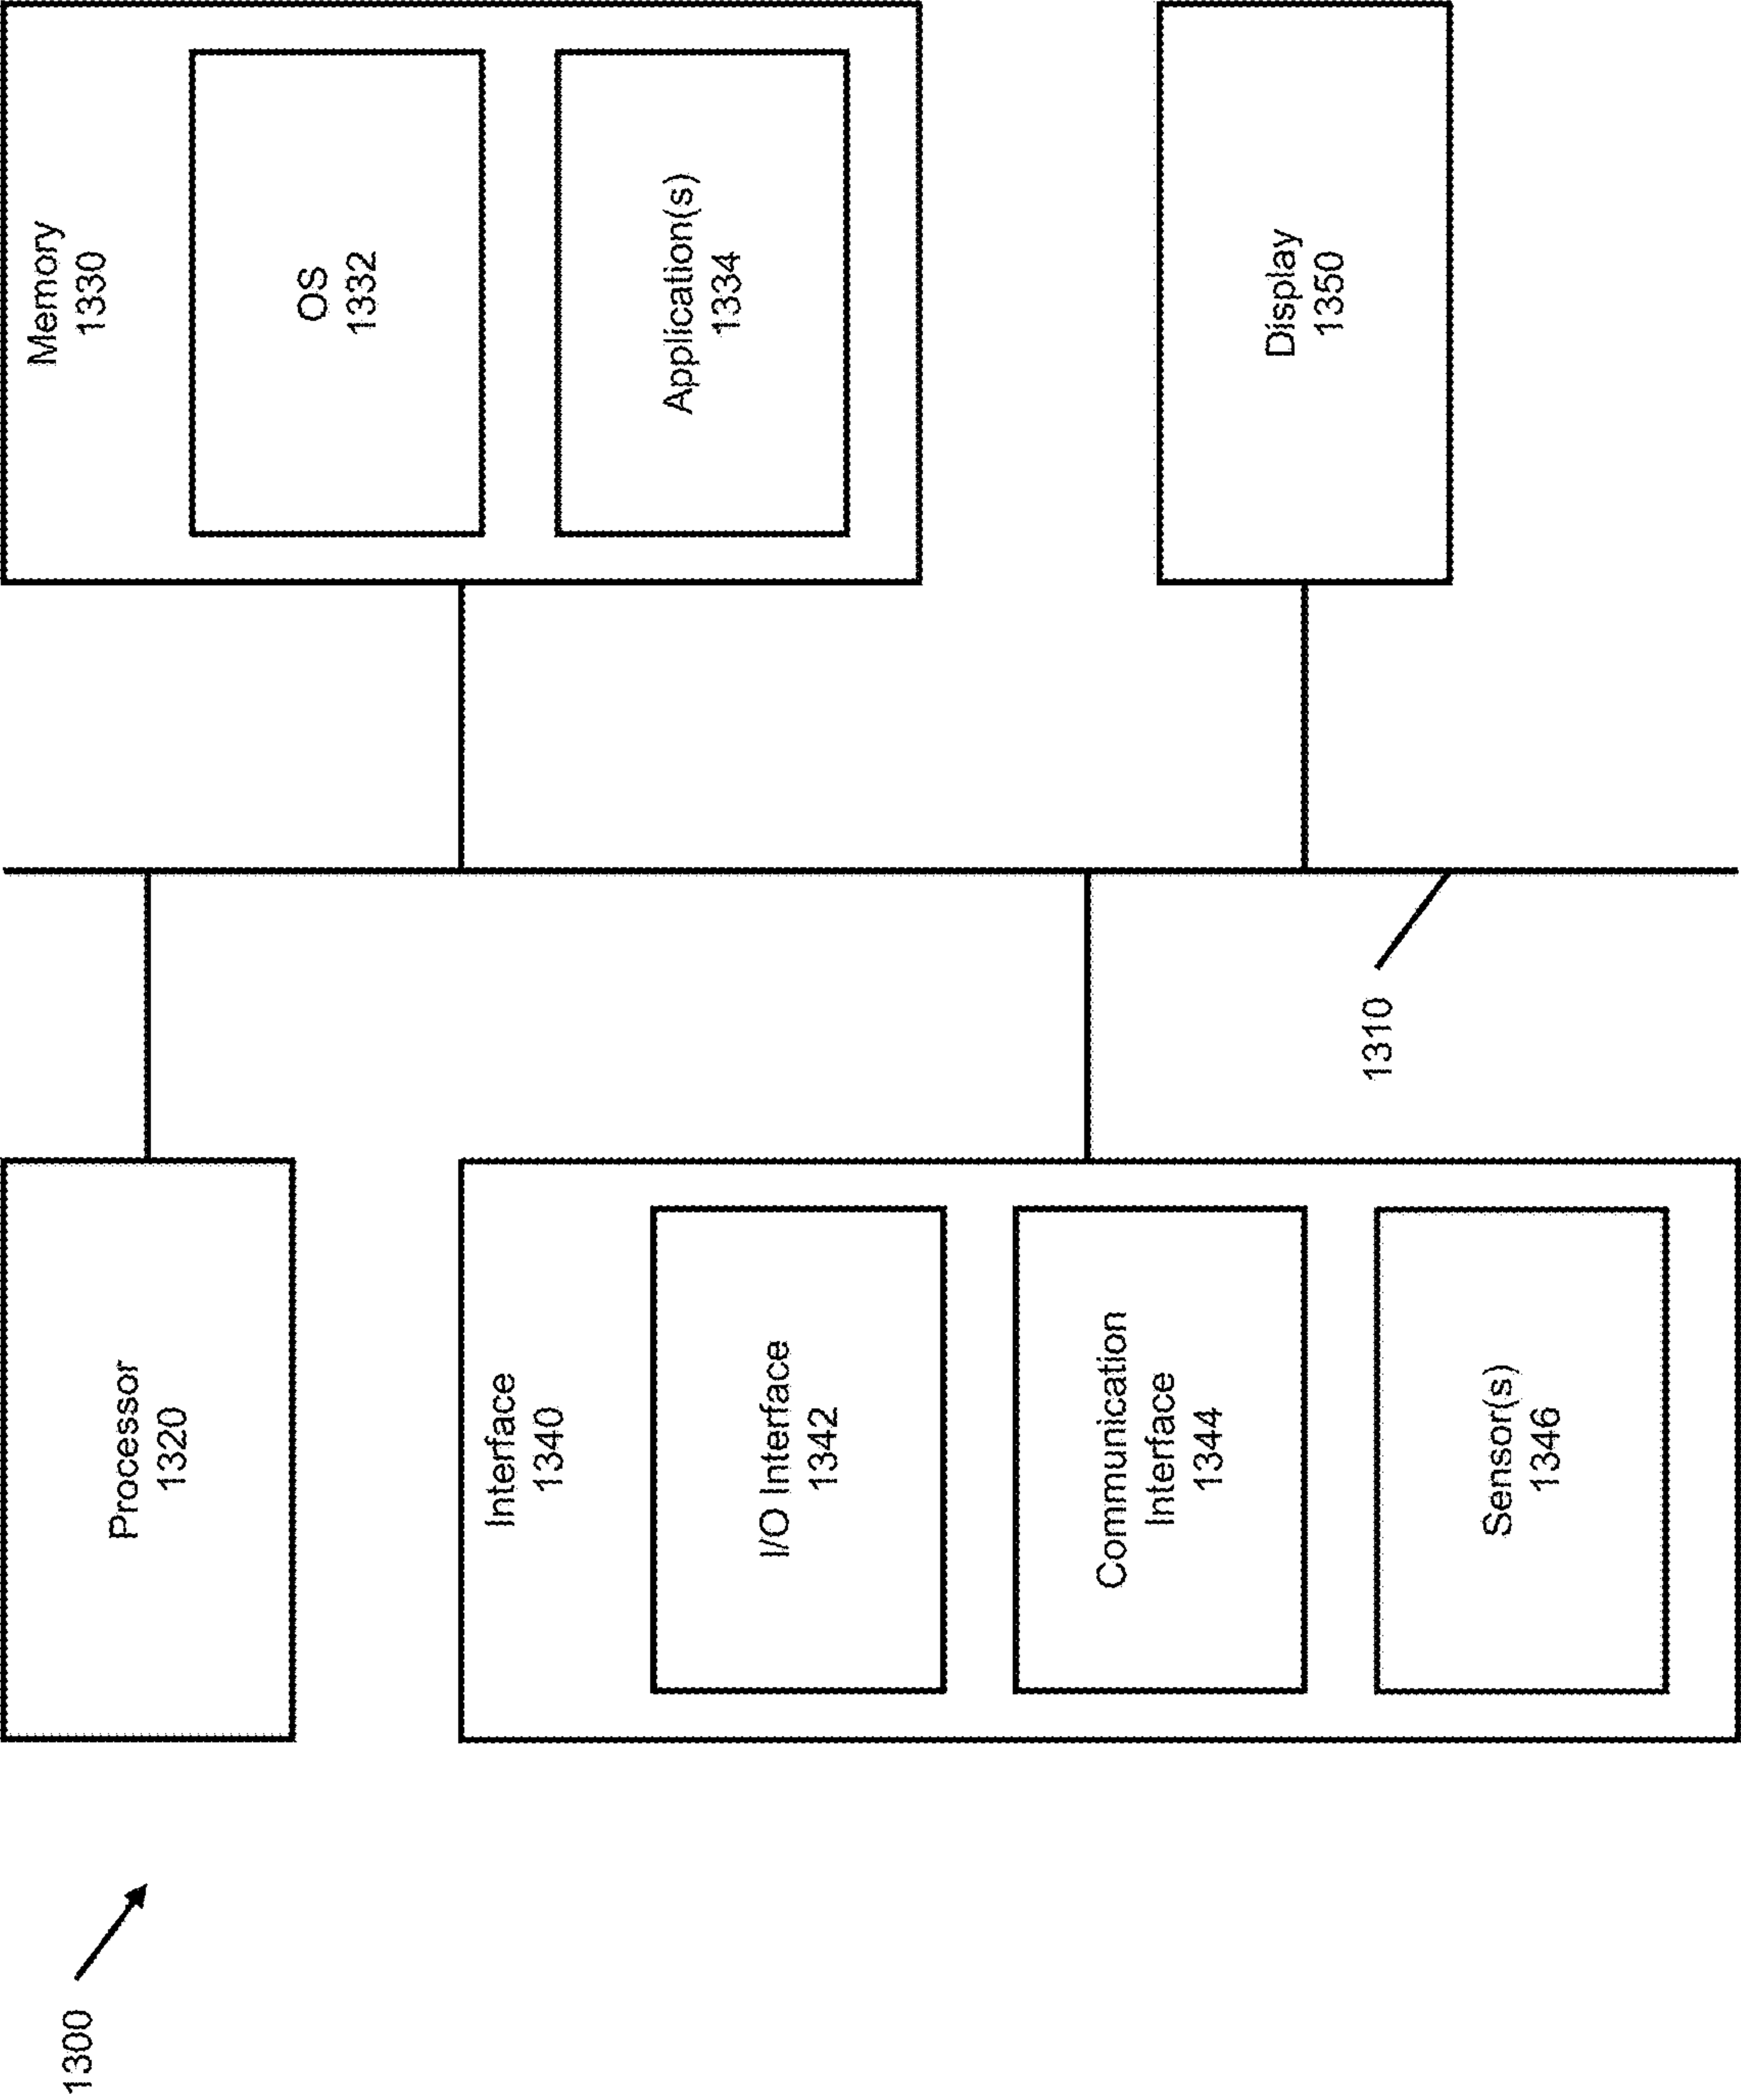 1300
Processor
1320
Memory
1330
OS
1332
Application(s)
1334
Interface
1340
I/O Interface
1342
Communication
Interface
1344
Sensor(s)
1346
Display
1350
1310